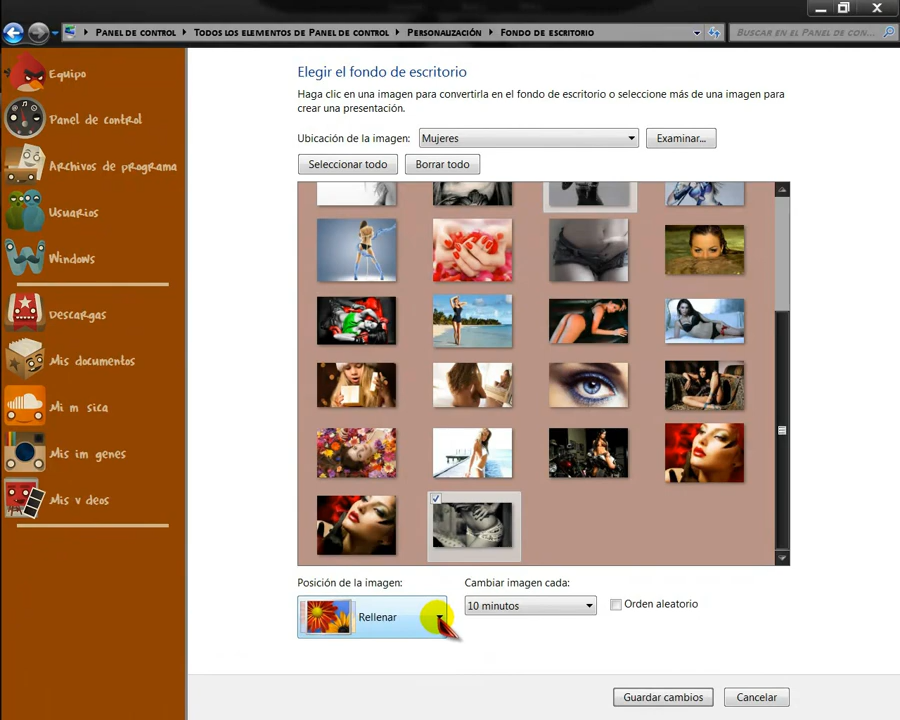 Panel de control ▸ Todos los elementos de Panel de control ▸ Personalización ▸ Fondo de escritorio
Buscar en el Panel de con...
Equipo
Panel de control
Archivos de programa
Usuarios
Windows
Descargas
Mis documentos
Mi m sica
Mis im genes
Mis v deos
Elegir el fondo de escritorio
Haga clic en una imagen para convertirla en el fondo de escritorio o seleccione más de una imagen para
crear una presentación.
Ubicación de la imagen:
Mujeres
Examinar...
Seleccionar todo
Borrar todo
Posición de la imagen:
Cambiar imagen cada:
Rellenar
10 minutos
Orden aleatorio
Guardar cambios
Cancelar